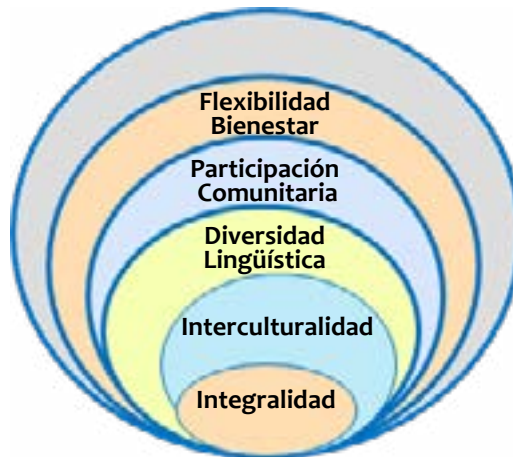 Flexibilidad
Bienestar
Participación
Comunitaria
Diversidad
Lingüística
Interculturalidad
Integralidad